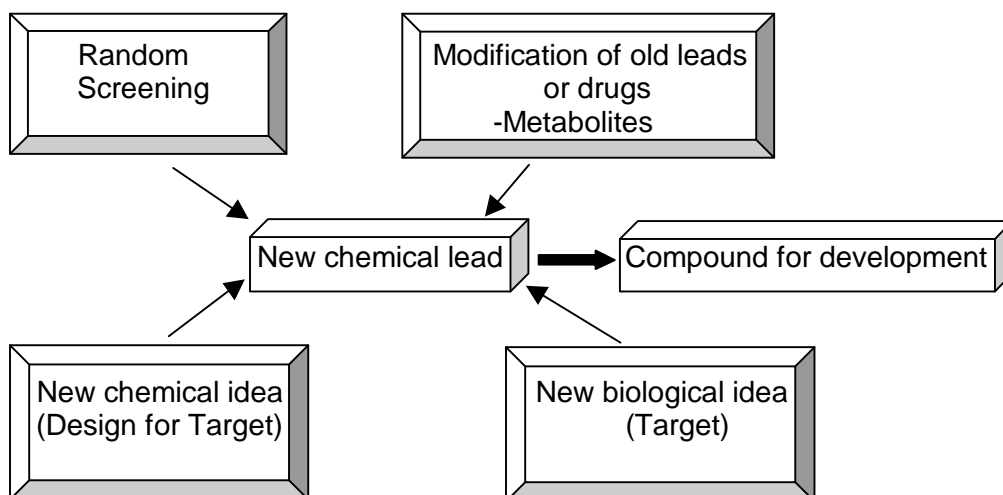 Random
Screening
Modification of old leads
or drugs
-Metabolites
New chemical lead
Compound for development
New chemical idea
(Design for Target)
New biological idea
(Target)